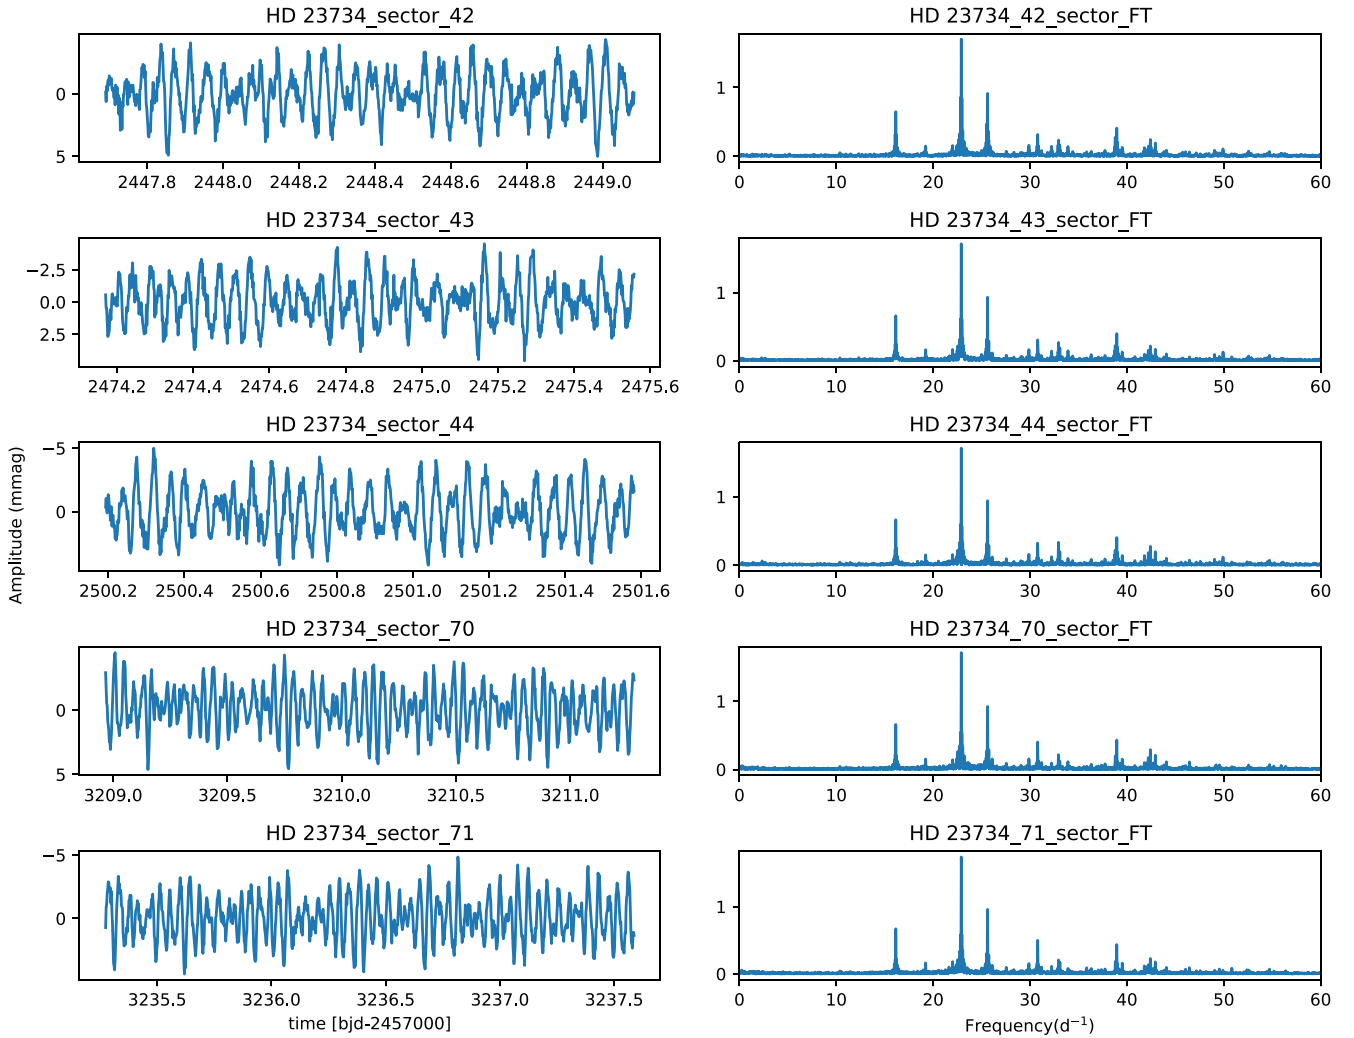 HD 23734_sector_42
0
5
2447.8 2448.0 2448.2 2448.4 2448.6 2448.8 2449.0
HD 23734_42_sector_FT
1
0
0 10 20 30 40 50 60
HD 23734_sector_43
−2.5
0.0
2.5
2474.2 2474.4 2474.6 2474.8 2475.0 2475.2 2475.4 2475.6
HD 23734_43_sector_FT
1
0
0 10 20 30 40 50 60
HD 23734_sector_44
−5
0
2500.2 2500.4 2500.6 2500.8 2501.0 2501.2 2501.4 2501.6
HD 23734_44_sector_FT
1
0
0 10 20 30 40 50 60
Amplitude (mmag)
HD 23734_sector_70
0
5
3209.0 3209.5 3210.0 3210.5 3211.0
HD 23734_70_sector_FT
1
0
0 10 20 30 40 50 60
HD 23734_sector_71
−5
0
3235.5 3236.0 3236.5 3237.0 3237.5
time [bjd-2457000]
HD 23734_71_sector_FT
1
0
0 10 20 30 40 50 60
Frequency(d⁻¹)